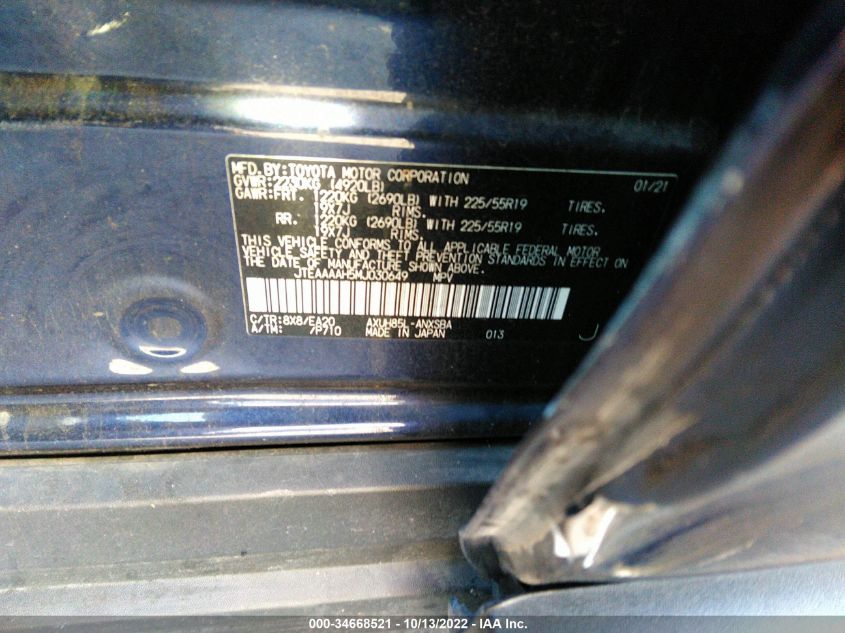 MFD.BY:TOYOTA MOTOR CORPORATION 01/21
GVWR:2230KG (4920LB)
GAWR:FRT. 1220KG (2690LB) WITH 225/55R19 TIRES.
19X7J RIMS.
RR. 1220KG (2690LB) WITH 225/55R19 TIRES.
19X7J RIMS.
THIS VEHICLE CONFORMS TO ALL APPLICABLE FEDERAL MOTOR
VEHICLE SAFETY AND THEFT PREVENTION STANDARDS IN EFFECT ON
THE DATE OF MANUFACTURE SHOWN ABOVE.
JTEAAAAH5MJ030649 MPV
C/TR:8X8/EA20 AXUH85L-ANXSBA
A/TM: /P710 MADE IN JAPAN 013
J
000-34668521 - 10/13/2022 - IAA Inc.